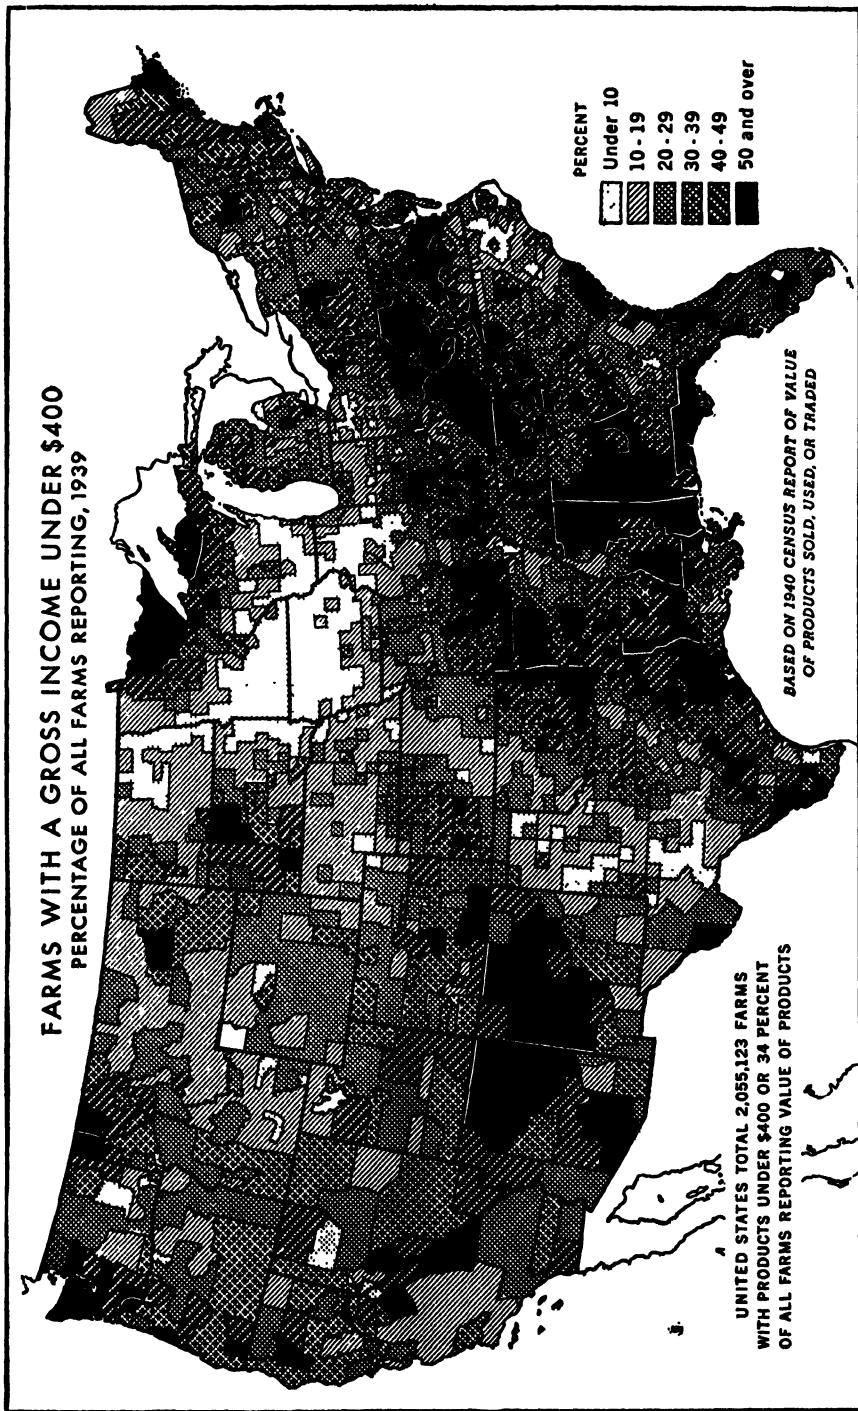 FARMS WITH A GROSS INCOME UNDER $400
PERCENTAGE OF ALL FARMS REPORTING, 1939
PERCENT
Under 10
10 - 19
20 - 29
30 - 39
40 - 49
50 and over
UNITED STATES TOTAL 2,055,123 FARMS
WITH PRODUCTS UNDER $400 OR 34 PERCENT
OF ALL FARMS REPORTING VALUE OF PRODUCTS
BASED ON 1940 CENSUS REPORT OF VALUE
OF PRODUCTS SOLD, USED, OR TRADED